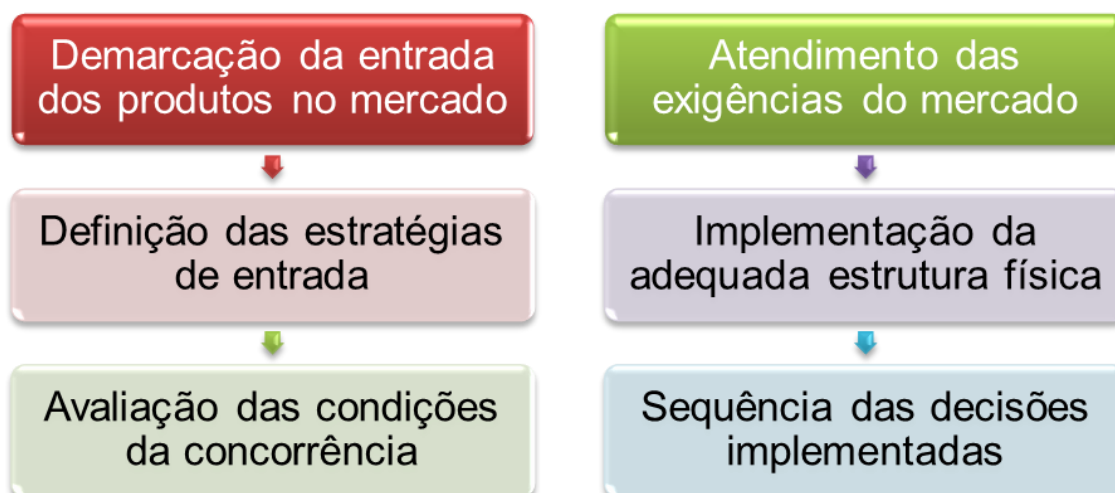 Demarcação da entrada
dos produtos no mercado
Definição das estratégias
de entrada
Avaliação das condições
da concorrência
Atendimento das
exigências do mercado
Implementação da
adequada estrutura física
Sequência das decisões
implementadas